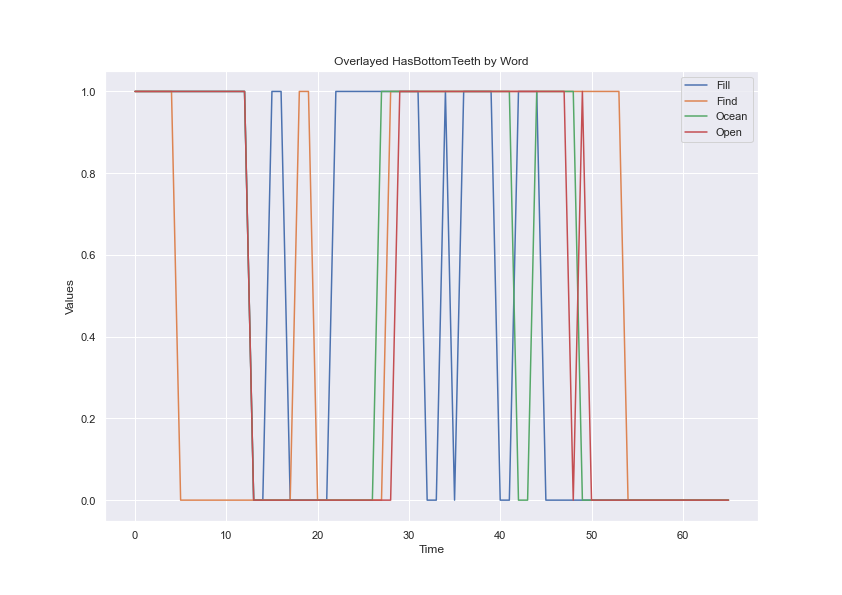 Overlayed HasBottomTeeth by Word
Fill
Find
Ocean
Open
Values
1.0
0.8
0.6
0.4
0.2
0.0
0 10 20 30 40 50 60
Time